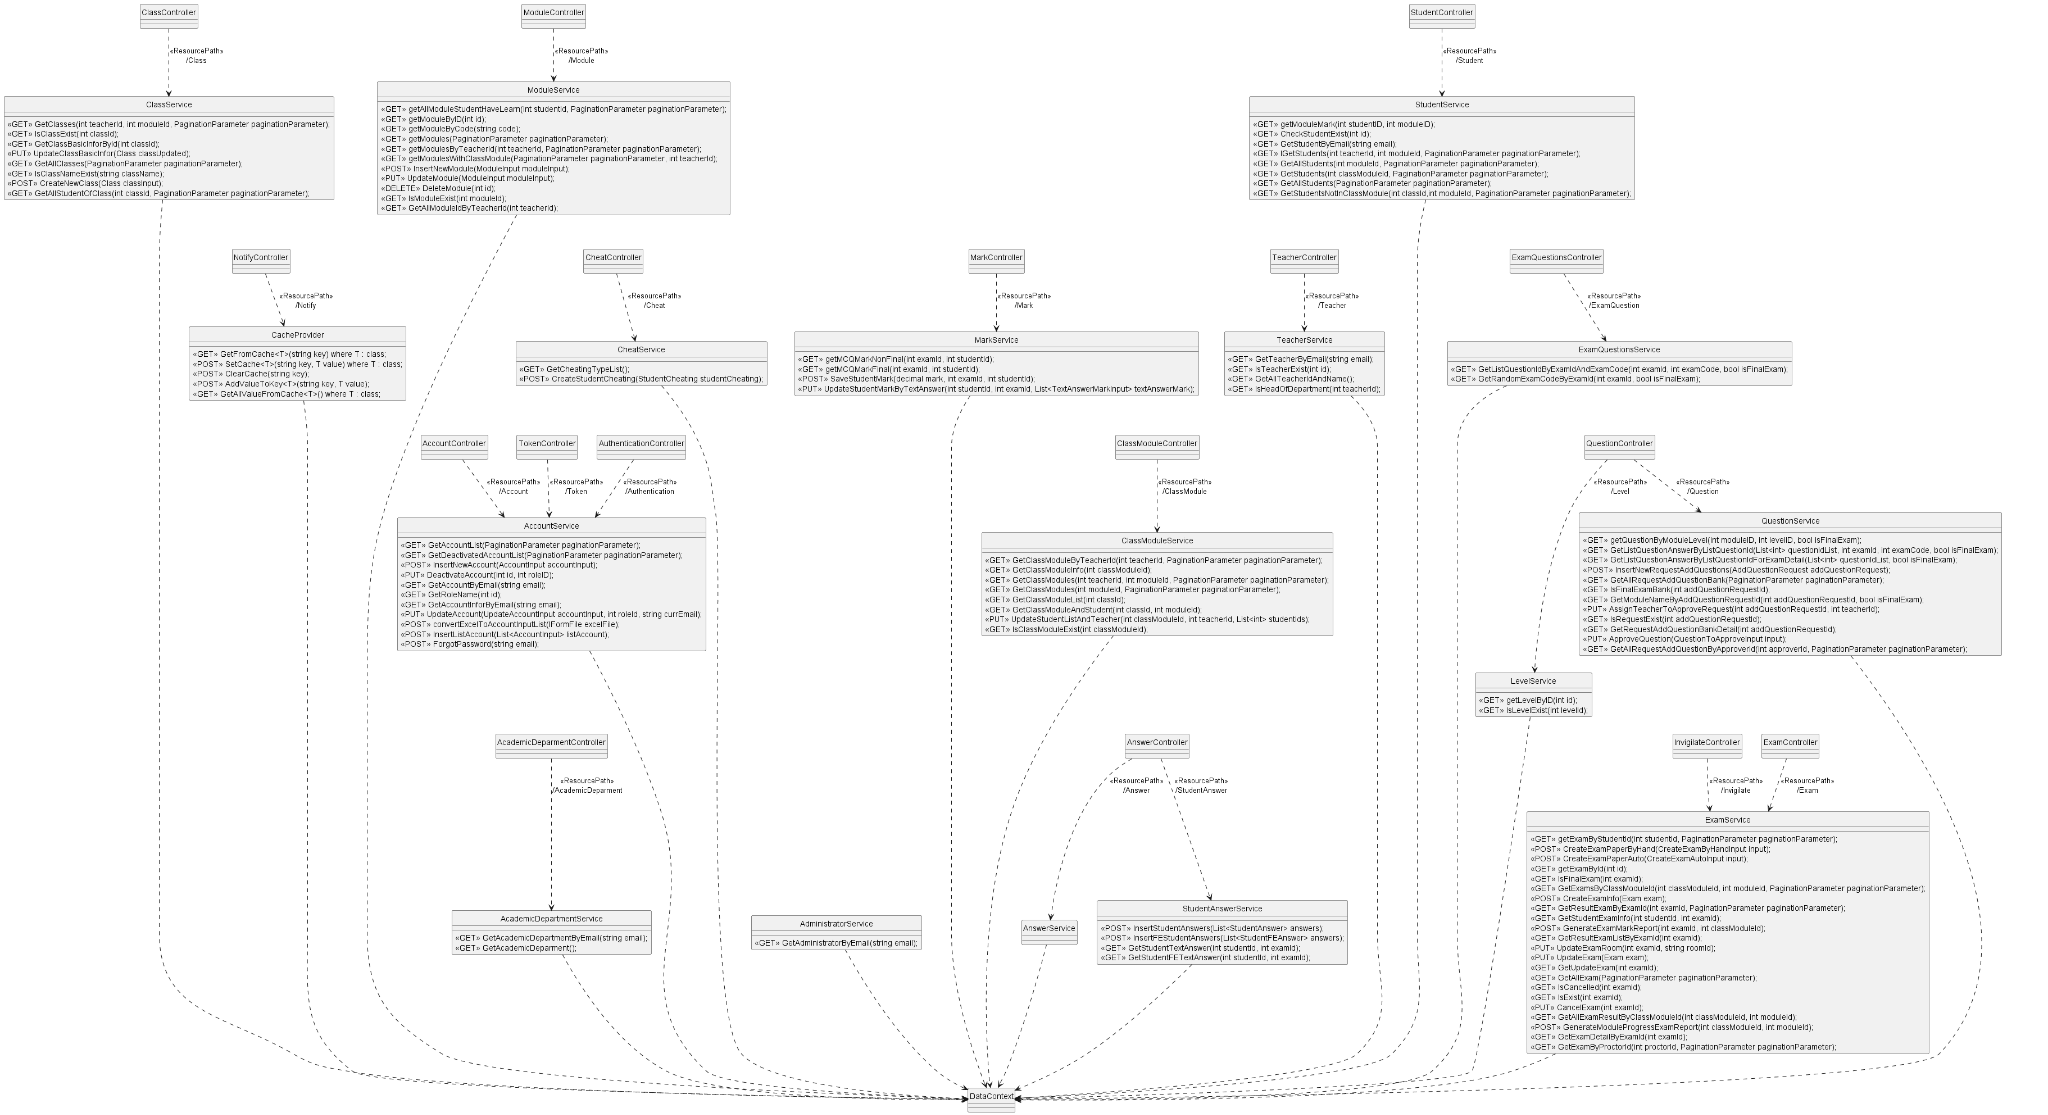 ClassController
ModuleController
StudentController
«ResourcePath»
/Class
«ResourcePath»
/Module
«ResourcePath»
/Student
ClassService
«GET» GetClasses(int teacherId, int moduleId, PaginationParameter paginationParameter);
«GET» IsClassExist(int classId);
«GET» GetClassBasicInforById(int classId);
«PUT» UpdateClassBasicInfor(Class classUpdated);
«GET» GetAllClasses(PaginationParameter paginationParameter);
«GET» IsClassNameExist(string className);
«POST» CreateNewClass(Class classInput);
«GET» GetAllStudentOfClass(int classId, PaginationParameter paginationParameter);
ModuleService
«GET» getAllModuleStudentHaveLearn(int studentId, PaginationParameter paginationParameter);
«GET» getModuleByID(int id);
«GET» getModuleByCode(string code);
«GET» getModules(PaginationParameter paginationParameter);
«GET» getModulesByTeacherId(int teacherId, PaginationParameter paginationParameter);
«GET» getModulesWithClassModule(PaginationParameter paginationParameter, int teacherId);
«POST» InsertNewModule(ModuleInput moduleInput);
«PUT» UpdateModule(ModuleInput moduleInput);
«DELETE» DeleteModule(int id);
«GET» IsModuleExist(int moduleId);
«GET» GetAllModuleIdByTeacherId(int teacherId);
StudentService
«GET» getModuleMark(int studentID, int moduleID);
«GET» CheckStudentExist(int id);
«GET» GetStudentByEmail(string email);
«GET» IGetStudents(int teacherId, int moduleId, PaginationParameter paginationParameter);
«GET» GetAllStudents(int moduleId, PaginationParameter paginationParameter);
«GET» GetStudents(int classModuleId, PaginationParameter paginationParameter);
«GET» GetAllStudents(PaginationParameter paginationParameter);
«GET» GetStudentsNotInClassModule(int classId,int moduleId, PaginationParameter paginationParameter);
NotifyController
CheatController
MarkController
TeacherController
ExamQuestionsController
«ResourcePath»
/Notify
«ResourcePath»
/Cheat
«ResourcePath»
/Mark
«ResourcePath»
/Teacher
«ResourcePath»
/ExamQuestion
CacheProvider
«GET» GetFromCache<T>(string key) where T : class;
«POST» SetCache<T>(string key, T value) where T : class;
«POST» ClearCache(string key);
«POST» AddValueToKey<T>(string key, T value);
«GET» GetAllValueFromCache<T>() where T : class;
CheatService
«GET» GetCheatingTypeList();
«POST» CreateStudentCheating(StudentCheating studentCheating);
MarkService
«GET» getMCQMarkNonFinal(int examId, int studentId);
«GET» getMCQMarkFinal(int examId, int studentId);
«POST» SaveStudentMark(decimal mark, int examId, int studentId);
«PUT» UpdateStudentMarkByTextAnswer(int studentId, int examId, List<TextAnswerMarkInput> textAnswerMark);
TeacherService
«GET» GetTeacherByEmail(string email);
«GET» IsTeacherExist(int id);
«GET» GetAllTeacherIdAndName();
«GET» IsHeadOfDepartment(int teacherId);
ExamQuestionsService
«GET» GetListQuestionIdByExamIdAndExamCode(int examId, int examCode, bool isFinalExam);
«GET» GetRandomExamCodeByExamId(int examId, bool isFinalExam);
AccountController
TokenController
AuthenticationController
ClassModuleController
QuestionController
«ResourcePath»
/Account
«ResourcePath»
/Token
«ResourcePath»
/Authentication
«ResourcePath»
/ClassModule
«ResourcePath»
/Level
«ResourcePath»
/Question
AccountService
«GET» GetAccountList(PaginationParameter paginationParameter);
«GET» GetDeactivatedAccountList(PaginationParameter paginationParameter);
«POST» InsertNewAccount(AccountInput accountInput);
«PUT» DeactivateAccount(int id, int roleID);
«GET» GetAccountByEmail(string email);
«GET» GetRoleName(int id);
«GET» GetAccountInforByEmail(string email);
«PUT» UpdateAccount(UpdateAccountInput accountInput, int roleId, string currEmail);
«POST» convertExcelToAccountInputList(IFormFile excelFile);
«POST» InsertListAccount(List<AccountInput> listAccount);
«POST» ForgotPassword(string email);
ClassModuleService
«GET» GetClassModuleByTeacherId(int teacherId, PaginationParameter paginationParameter);
«GET» GetClassModuleInfo(int classModuleId);
«GET» GetClassModules(int teacherId, int moduleId, PaginationParameter paginationParameter);
«GET» GetClassModules(int moduleId, PaginationParameter paginationParameter);
«GET» GetClassModuleList(int classId);
«GET» GetClassModuleAndStudent(int classId, int moduleId);
«PUT» UpdateStudentListAndTeacher(int classModuleId, int teacherId, List<int> studentIds);
«GET» IsClassModuleExist(int classModuleId);
QuestionService
«GET» getQuestionByModuleLevel(int moduleID, int levelID, bool isFinalExam);
«GET» GetListQuestionAnswerByListQuestionId(List<int> questionIdList, int examId, int examCode, bool isFinalExam);
«GET» GetListQuestionAnswerByListQuestionIdForExamDetail(List<int> questionIdList, bool isFinalExam);
«POST» InsertNewRequestAddQuestions(AddQuestionRequest addQuestionRequest);
«GET» GetAllRequestAddQuestionBank(PaginationParameter paginationParameter);
«GET» IsFinalExamBank(int addQuestionRequestId);
«GET» GetModuleNameByAddQuestionRequestId(int addQuestionRequestId, bool isFinalExam);
«PUT» AssignTeacherToApproveRequest(int addQuestionRequestId, int teacherId);
«GET» IsRequestExist(int addQuestionRequestId);
«GET» GetRequestAddQuestionBankDetail(int addQuestionRequestId);
«PUT» ApproveQuestion(QuestionToApproveInput input);
«GET» GetAllRequestAddQuestionByApproverId(int approverId, PaginationParameter paginationParameter);
LevelService
«GET» getLevelByID(int id);
«GET» IsLevelExist(int levelId);
AcademicDeparmentController
AnswerController
InvigilateController
ExamController
«ResourcePath»
/AcademicDeparment
«ResourcePath»
/Answer
«ResourcePath»
/StudentAnswer
«ResourcePath»
/Invigilate
«ResourcePath»
/Exam
ExamService
«GET» getExamByStudentId(int studentId, PaginationParameter paginationParameter);
«POST» CreateExamPaperByHand(CreateExamByHandInput input);
«POST» CreateExamPaperAuto(CreateExamAutoInput input);
«GET» getExamById(int id);
«GET» IsFinalExam(int examId);
«GET» GetExamsByClassModuleId(int classModuleId, int moduleId, PaginationParameter paginationParameter);
«POST» CreateExamInfo(Exam exam);
«GET» GetResultExamByExamId(int examId, PaginationParameter paginationParameter);
«GET» GetStudentExamInfo(int studentId, int examId);
«POST» GenerateExamMarkReport(int examId, int classModuleId);
«GET» GetResultExamListByExamId(int examId);
«PUT» UpdateExamRoom(int examId, string roomId);
«PUT» UpdateExam(Exam exam);
«GET» GetUpdateExam(int examId);
«GET» GetAllExam(PaginationParameter paginationParameter);
«GET» IsCancelled(int examId);
«GET» IsExist(int examId);
«PUT» CancelExam(int examId);
«GET» GetAllExamResultByClassModuleId(int classModuleId, int moduleId);
«POST» GenerateModuleProgressExamReport(int classModuleId, int moduleId);
«GET» GetExamDetailByExamId(int examId);
«GET» GetExamByProctorId(int proctorId, PaginationParameter paginationParameter);
AcademicDepartmentService
«GET» GetAcademicDepartmentByEmail(string email);
«GET» GetAcademicDeparment();
AdministratorService
«GET» GetAdministratorByEmail(string email);
AnswerService
StudentAnswerService
«POST» InsertStudentAnswers(List<StudentAnswer> answers);
«POST» InsertFEStudentAnswers(List<StudentFEAnswer> answers);
«GET» GetStudentTextAnswer(int studentId, int examId);
«GET» GetStudentFETextAnswer(int studentId, int examId);
DataContext